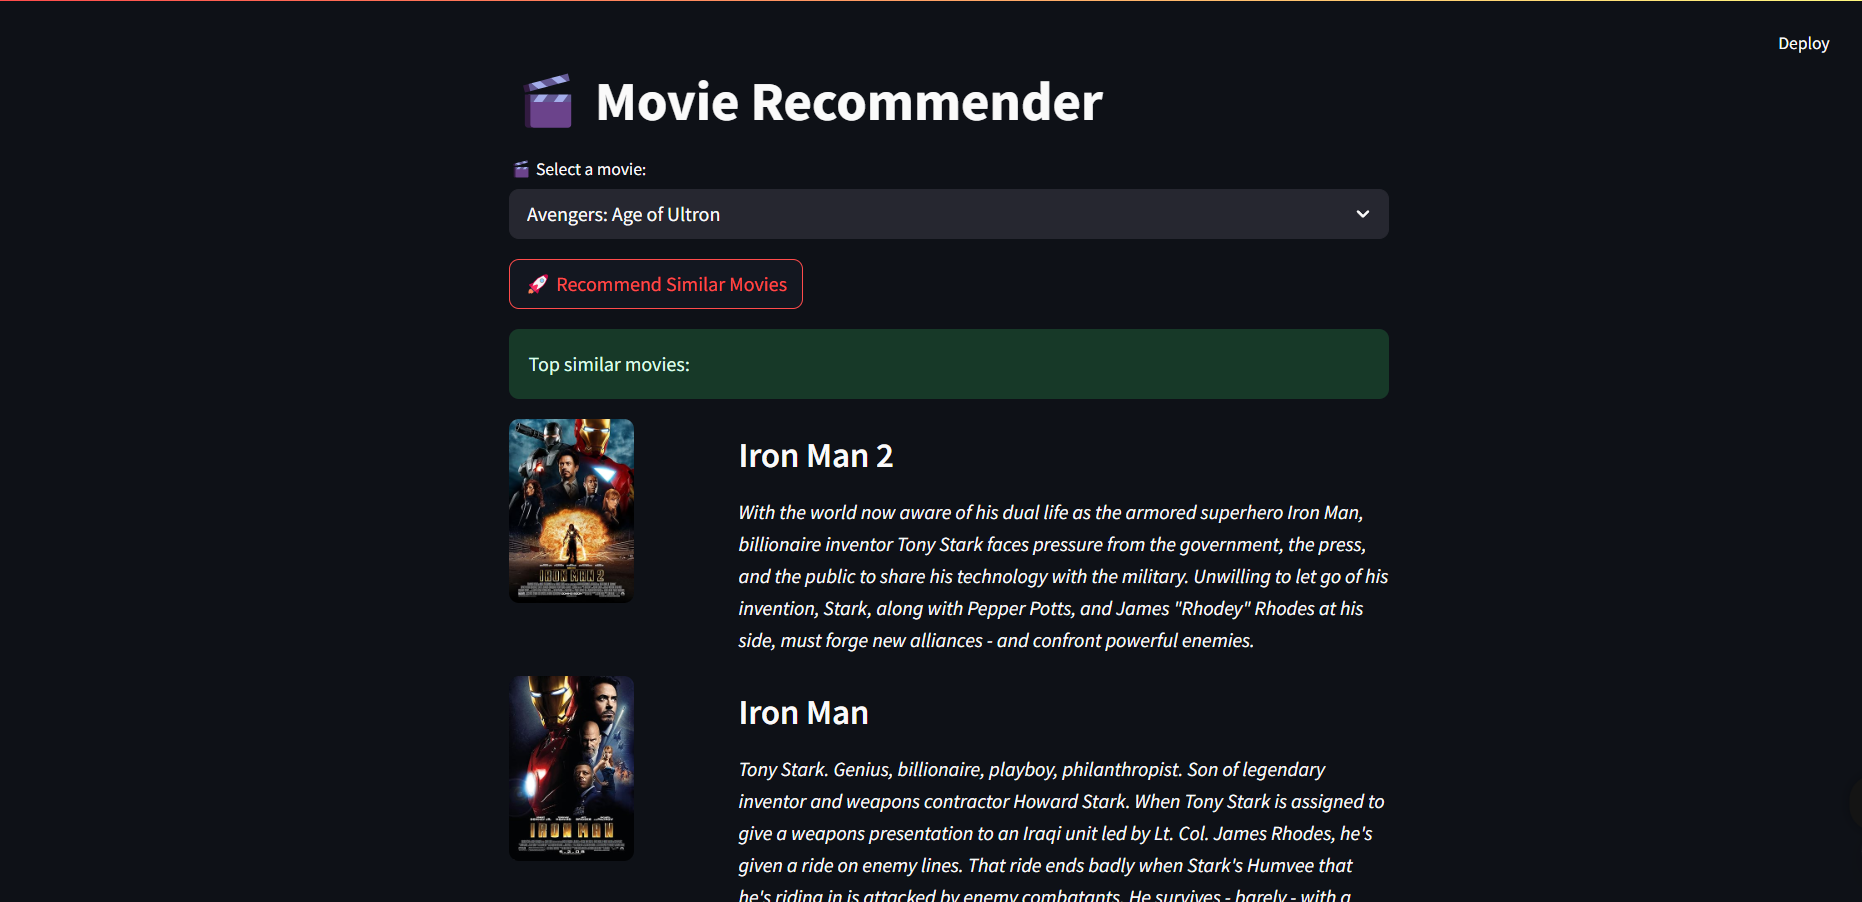 Deploy
Movie Recommender
Select a movie:
Avengers: Age of Ultron
Recommend Similar Movies
Top similar movies:
IRON MAN 2
Iron Man 2
With the world now aware of his dual life as the armored superhero Iron Man,
billionaire inventor Tony Stark faces pressure from the government, the press,
and the public to share his technology with the military. Unwilling to let go of his
invention, Stark, along with Pepper Potts, and James "Rhodey" Rhodes at his
side, must forge new alliances - and confront powerful enemies.
IRON MAN
Iron Man
Tony Stark. Genius, billionaire, playboy, philanthropist. Son of legendary
inventor and weapons contractor Howard Stark. When Tony Stark is assigned to
give a weapons presentation to an Iraqi unit led by Lt. Col. James Rhodes, he's
given a ride on enemy lines. That ride ends badly when Stark's Humvee that
he's riding in is attacked by enemy combatants. He survives - barely - with a